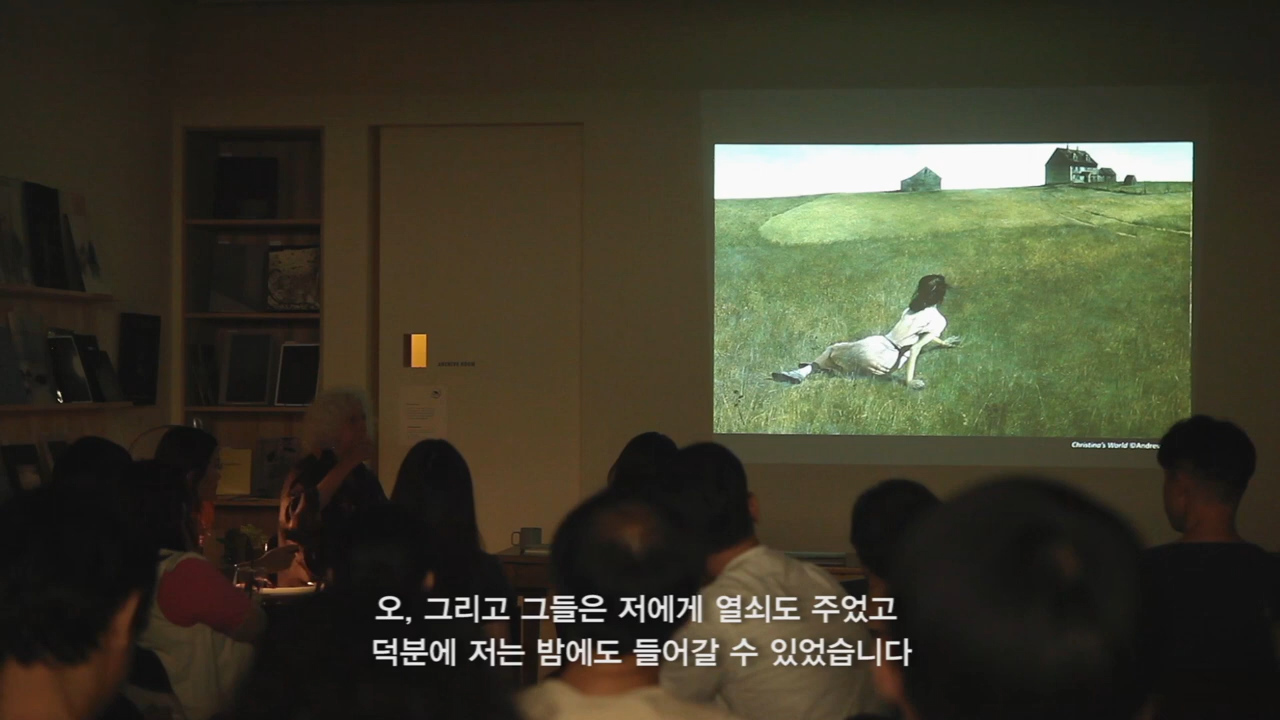 Christina's World ©Andrew
오, 그리고 그들은 저에게 열쇠도 주었고
덕분에 저는 밤에도 들어갈 수 있었습니다